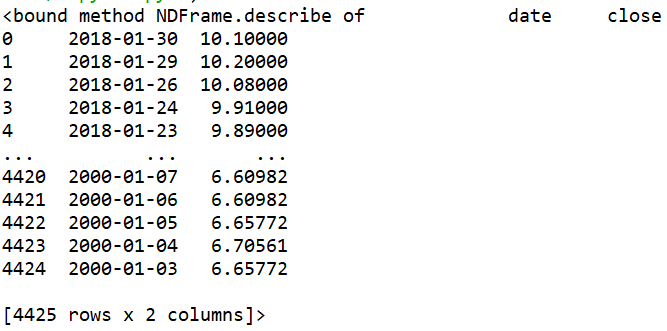 <bound method NDFrame.describe of             date     close
0     2018-01-30  10.10000
1     2018-01-29  10.20000
2     2018-01-26  10.08000
3     2018-01-24   9.91000
4     2018-01-23   9.89000
...          ...       ...
4420  2000-01-07   6.60982
4421  2000-01-06   6.60982
4422  2000-01-05   6.65772
4423  2000-01-04   6.70561
4424  2000-01-03   6.65772
[4425 rows x 2 columns]>